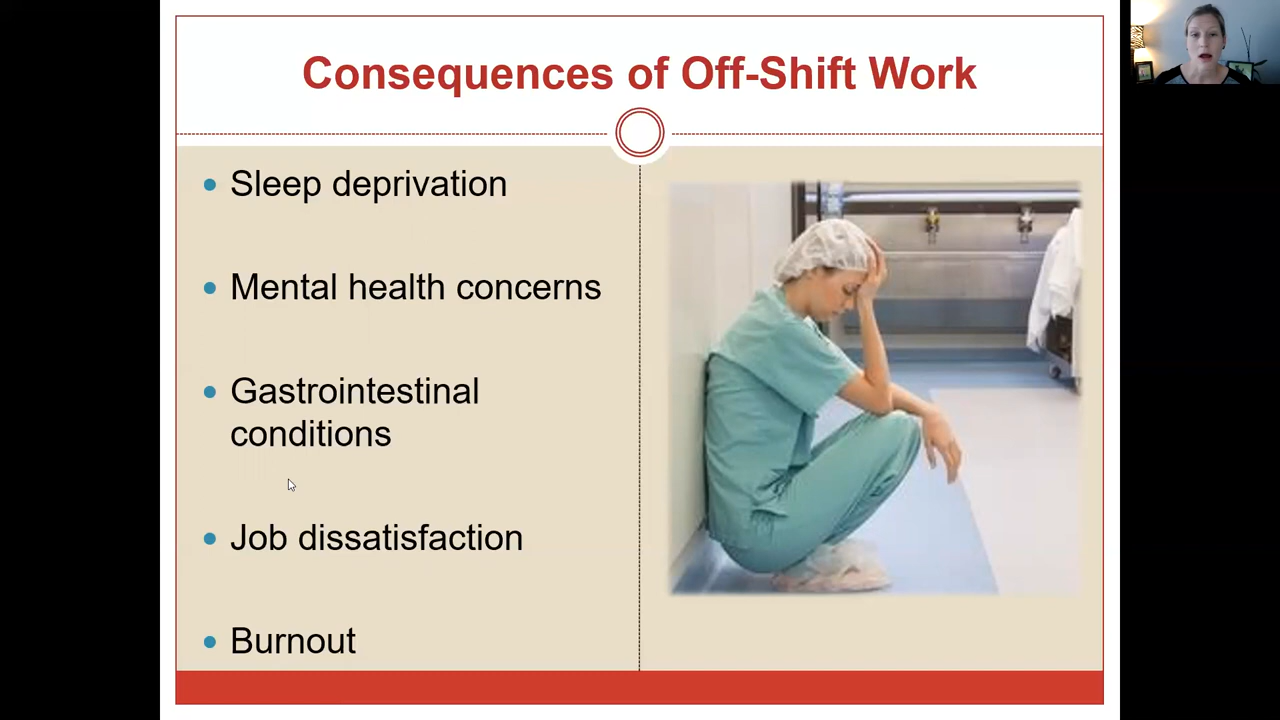 Consequences of Off-Shift Work
Sleep deprivation
Mental health concerns
Gastrointestinal
conditions
Job dissatisfaction
Burnout